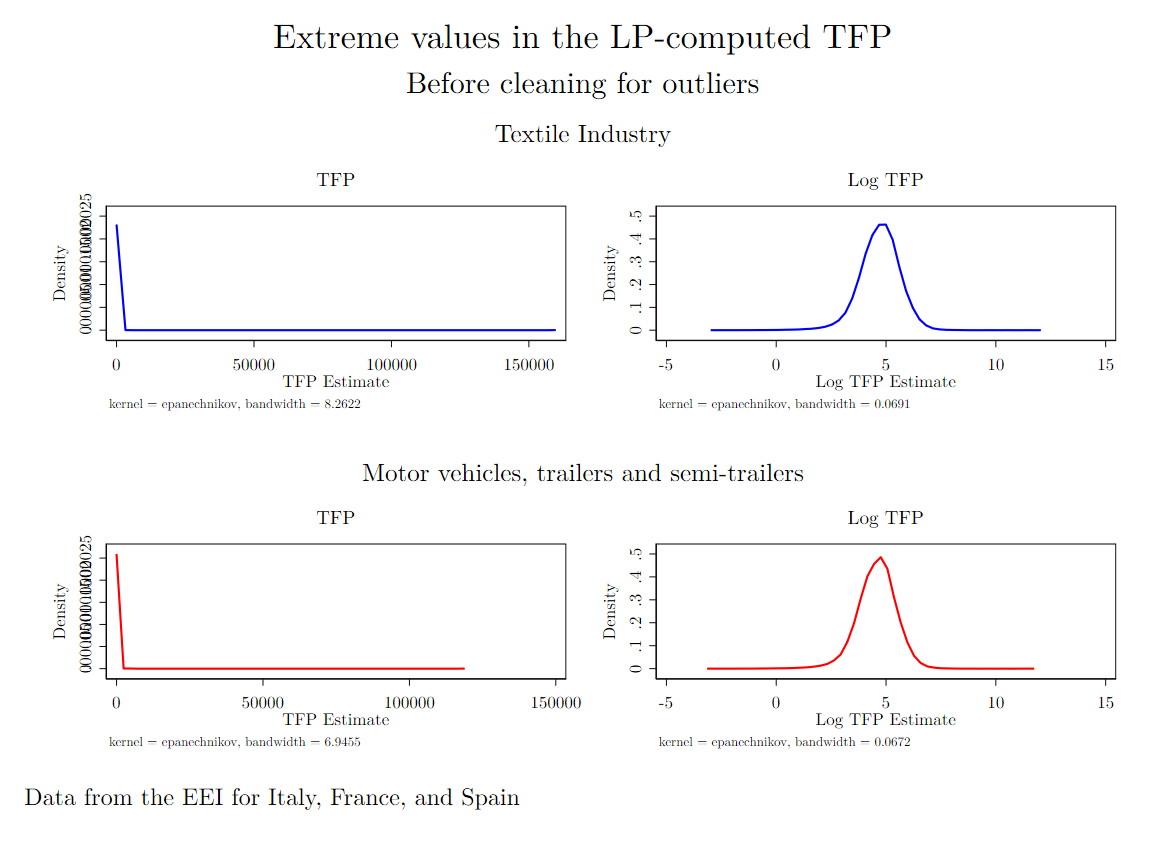 Extreme values in the LP-computed TFP
Before cleaning for outliers
Textile Industry
TFP
Density
0 50000 100000 150000
TFP Estimate
kernel = epanechnikov, bandwidth = 8.2622
Log TFP
Density
0 .1 .2 .3 .4 .5
-5 0 5 10 15
Log TFP Estimate
kernel = epanechnikov, bandwidth = 0.0691
Motor vehicles, trailers and semi-trailers
TFP
Density
0 50000 100000 150000
TFP Estimate
kernel = epanechnikov, bandwidth = 6.9455
Log TFP
Density
0 .1 .2 .3 .4 .5
-5 0 5 10 15
Log TFP Estimate
kernel = epanechnikov, bandwidth = 0.0672
Data from the EEI for Italy, France, and Spain